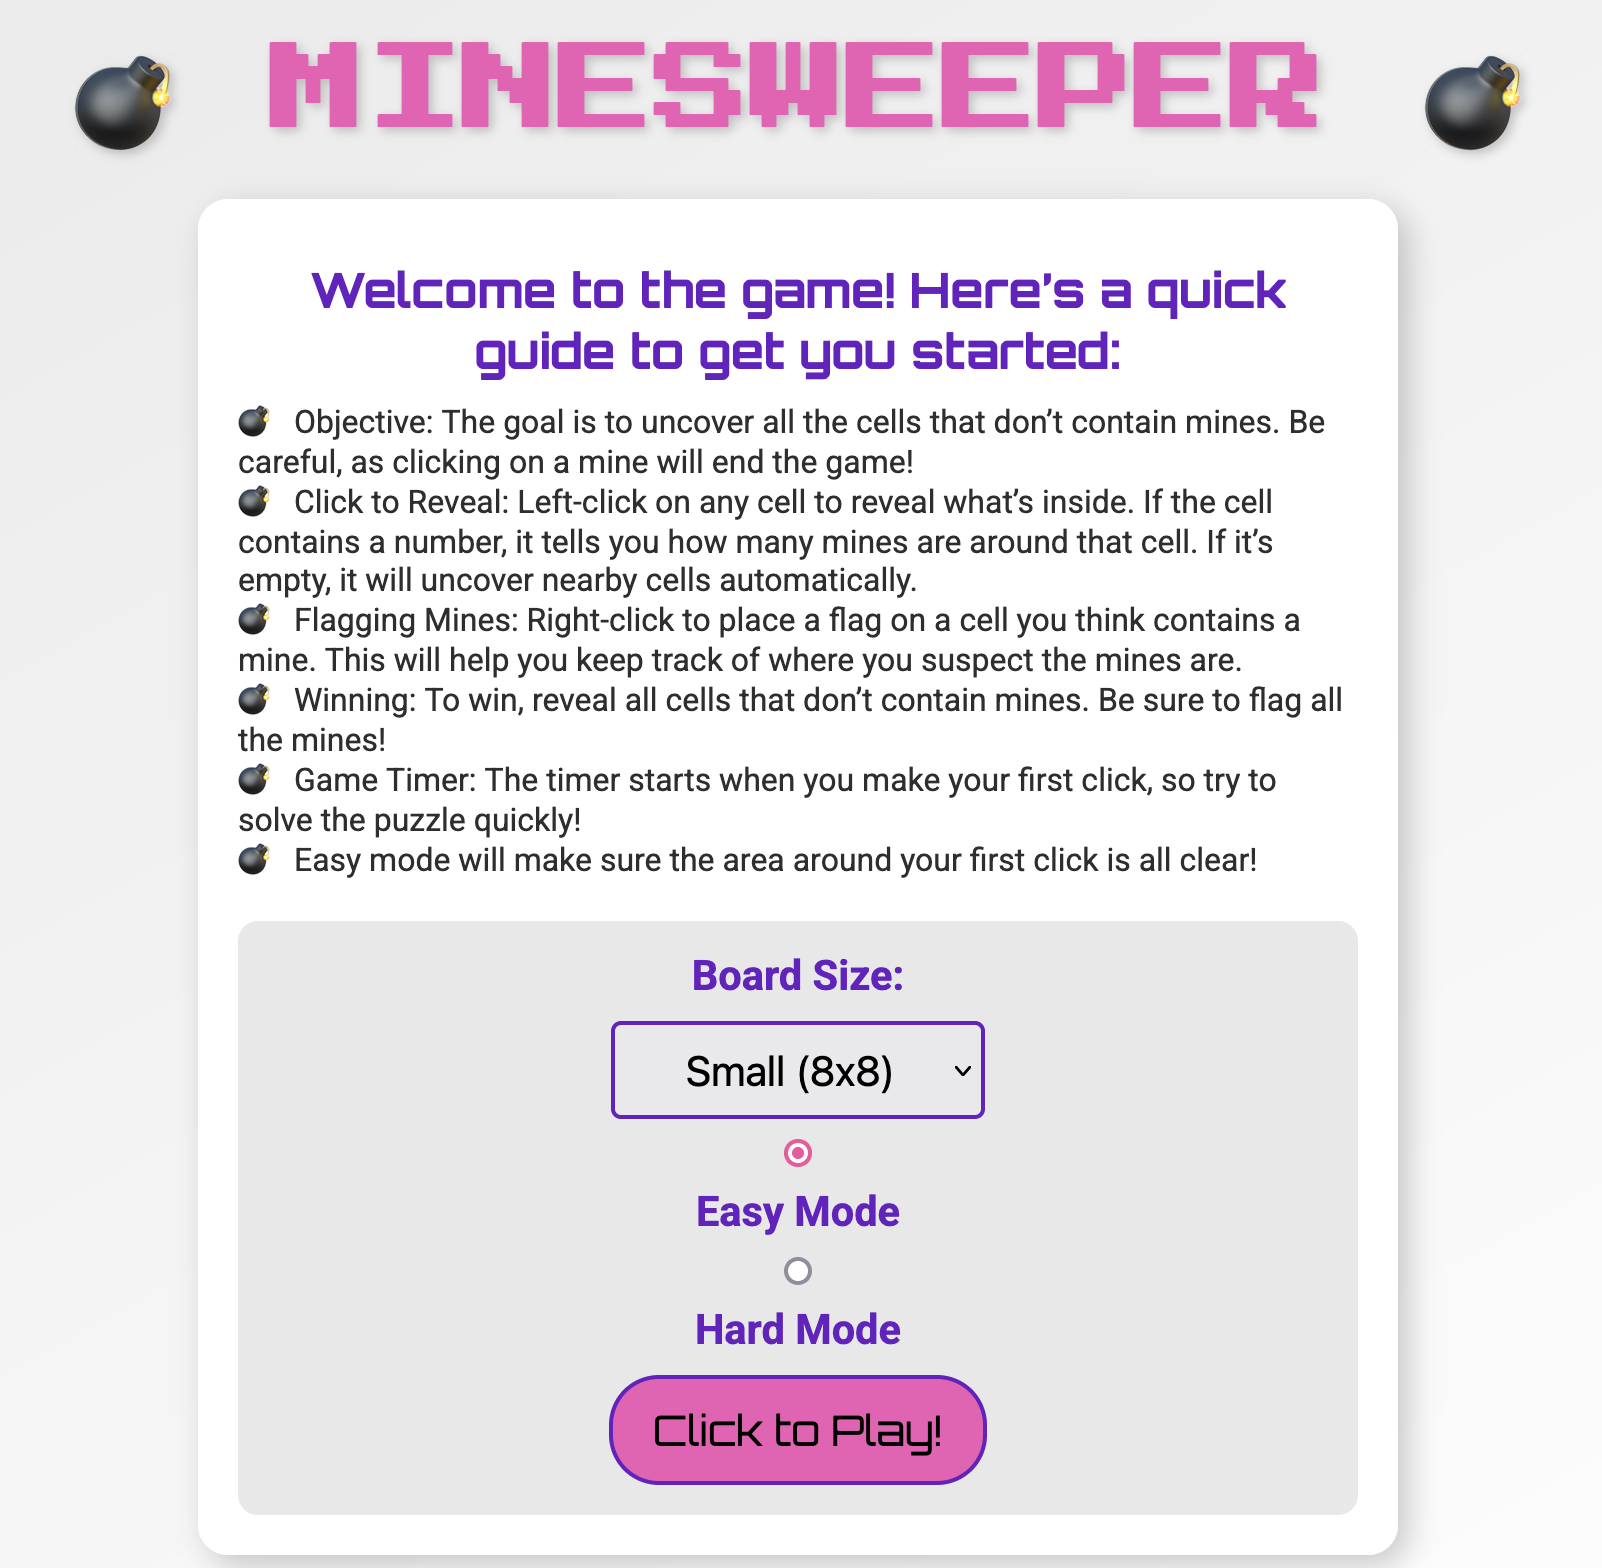 MINESWEEPER
Welcome to the game! Here’s a quick
guide to get you started:
Objective: The goal is to uncover all the cells that don’t contain mines. Be
careful, as clicking on a mine will end the game!
Click to Reveal: Left-click on any cell to reveal what’s inside. If the cell
contains a number, it tells you how many mines are around that cell. If it’s
empty, it will uncover nearby cells automatically.
Flagging Mines: Right-click to place a flag on a cell you think contains a
mine. This will help you keep track of where you suspect the mines are.
Winning: To win, reveal all cells that don’t contain mines. Be sure to flag all
the mines!
Game Timer: The timer starts when you make your first click, so try to
solve the puzzle quickly!
Easy mode will make sure the area around your first click is all clear!
Board Size:
Small (8x8)
Easy Mode
Hard Mode
Click to Play!